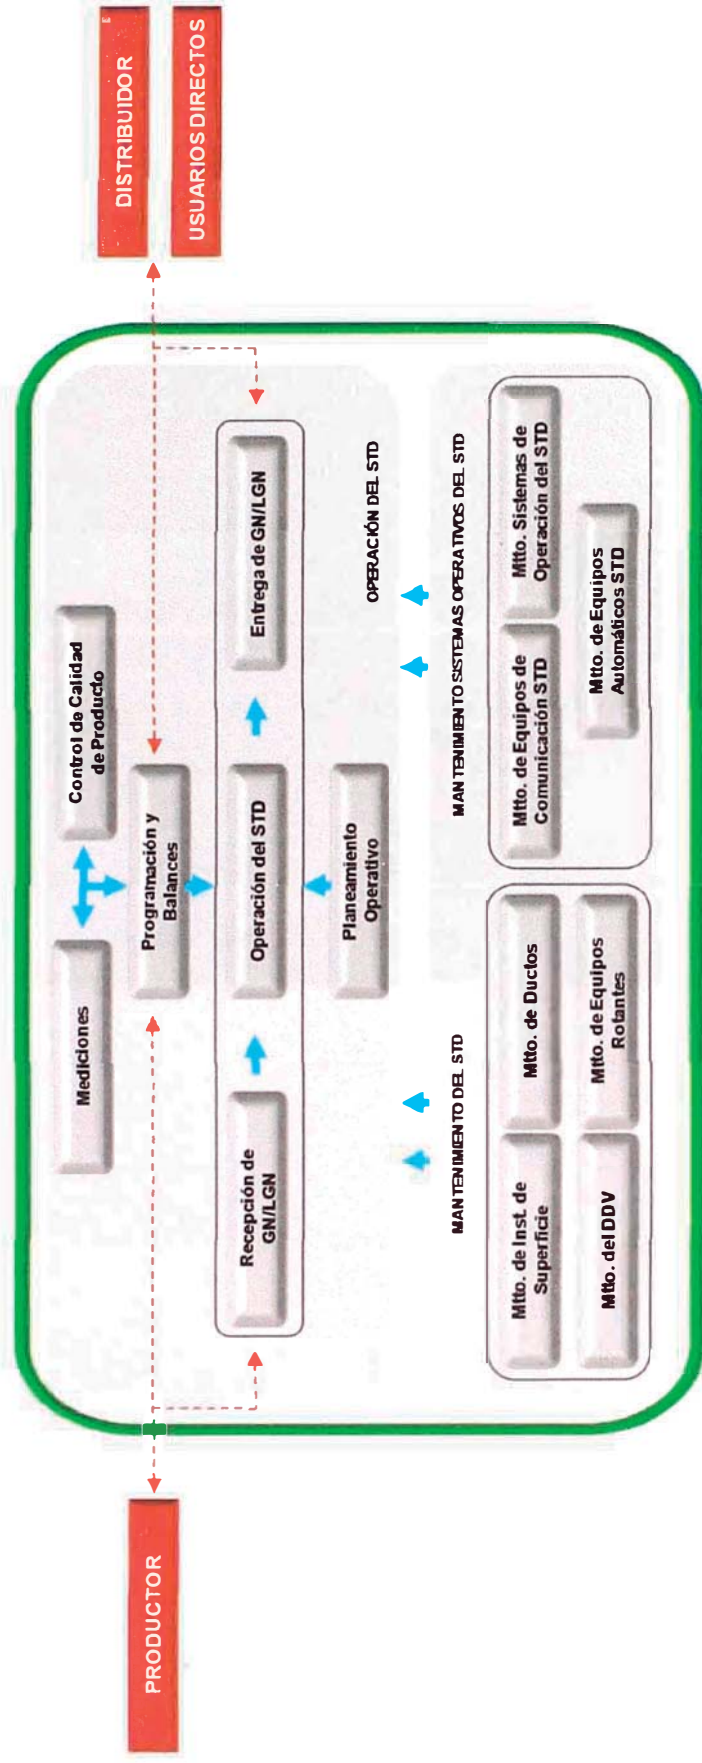 PRODUCTOR
DISTRIBUIDOR
USUARIOS DIRECTOS
Mediciones
Control de Calidad
de Producto
Programación y
Balances
Recepción de
GN/LGN
Operación del STD
Entrega de GN/LGN
Planeamiento
Operativo
OPERACIÓN DEL STD
MANTENIMIENTO DEL STD
MANTENIMIENTO SISTEMAS OPERATIVOS DEL STD
Mtto. de Inst. de
Superficie
Mtto. de Ductos
Mtto. del DDV
Mtto. de Equipos
Rotantes
Mtto. de Equipos de
Comunicación STD
Mtto. Sistemas de
Operación del STD
Mtto. de Equipos
Automáticos STD